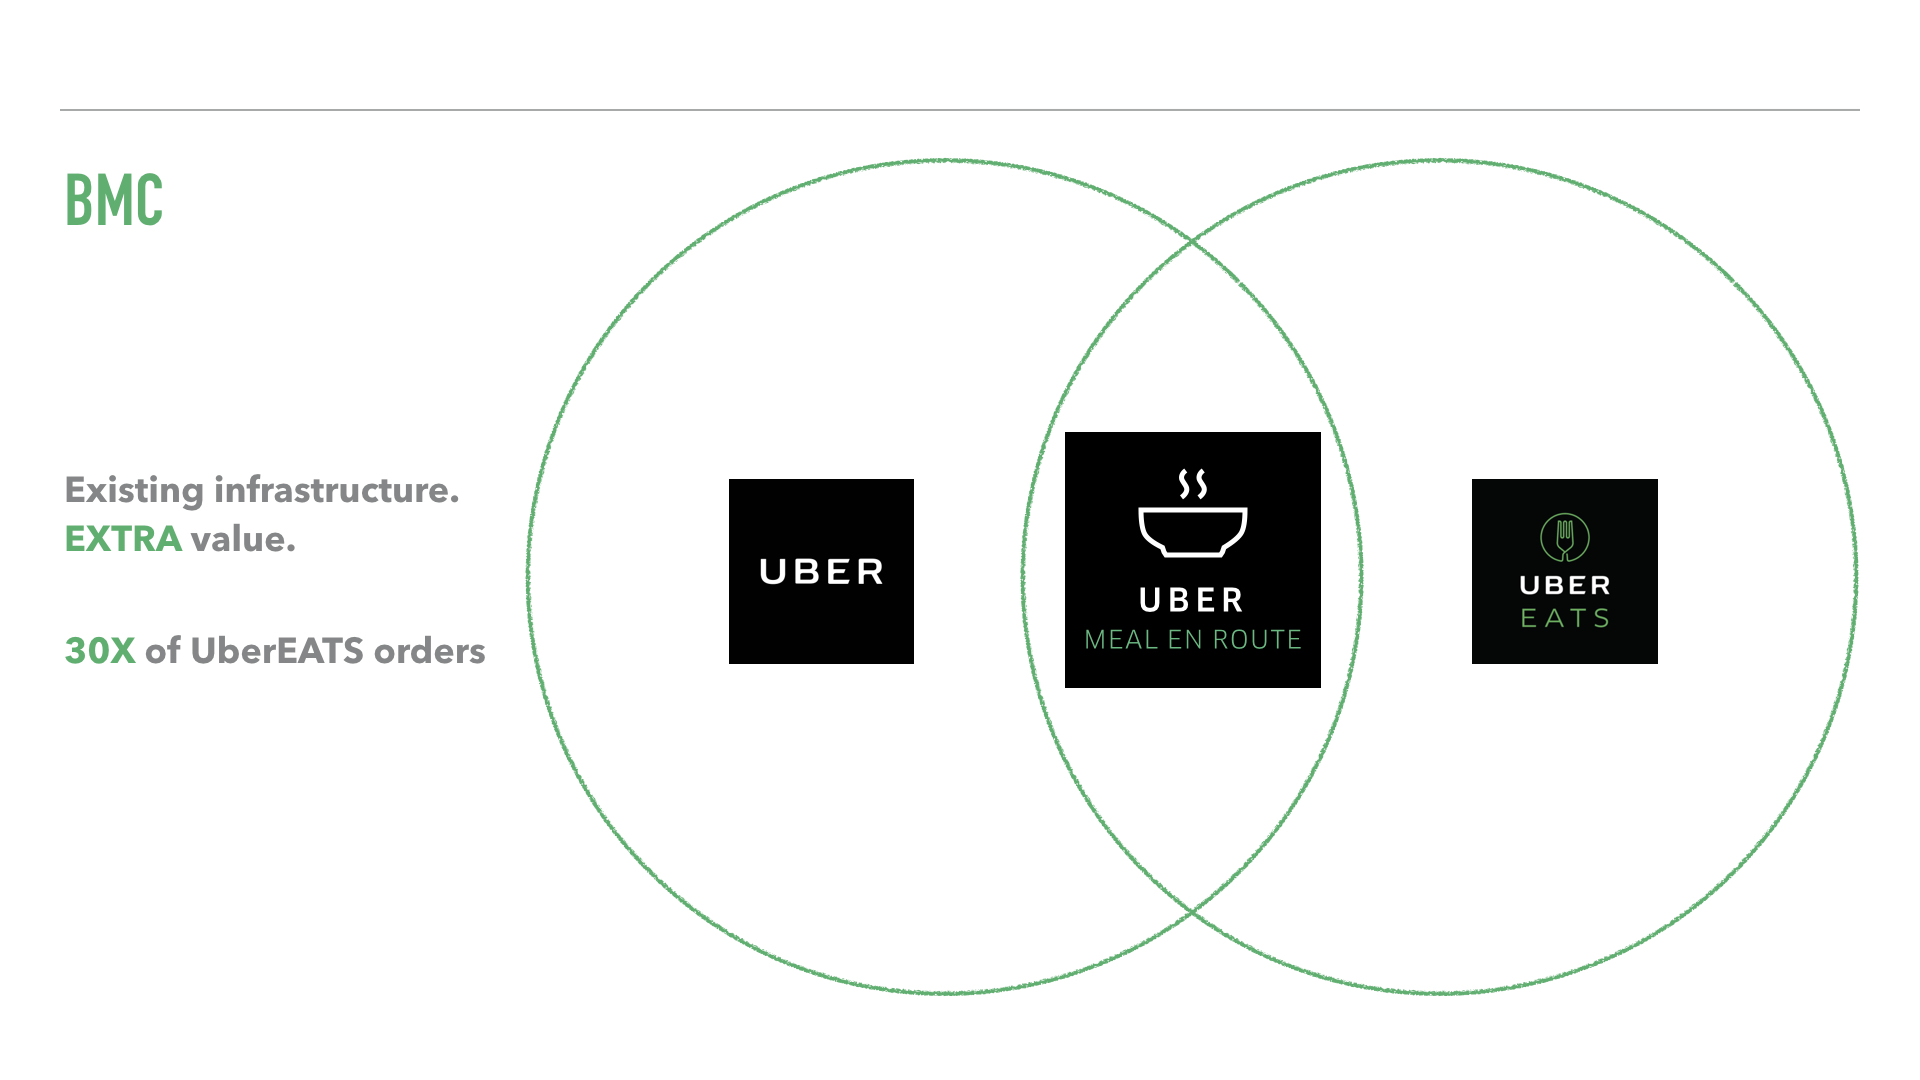 BMC
Existing infrastructure.
EXTRA value.
30X of UberEATS orders
UBER
UBER
MEAL EN ROUTE
UBER
EATS